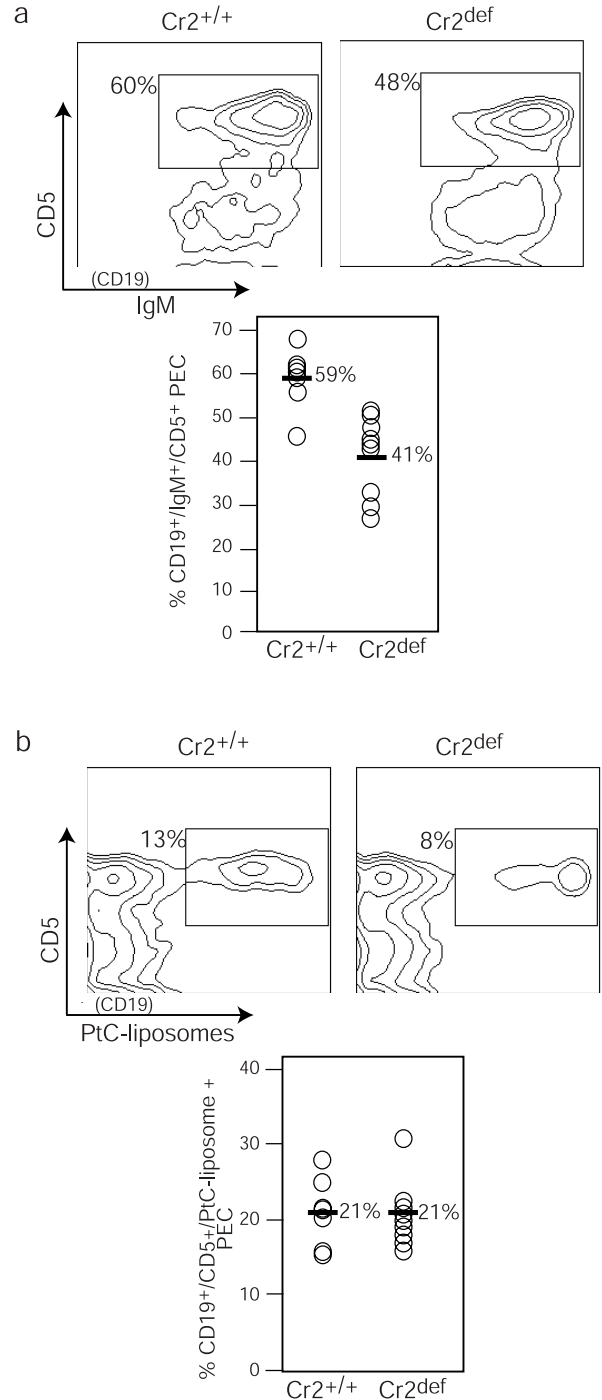 a
Cr2+/+ Cr2def
60% 48%
CD5
(CD19)
IgM
% CD19+/IgM+/CD5+ PEC
70
60
50
40
30
20
10
0
59%
41%
Cr2+/+ Cr2def
b
Cr2+/+ Cr2def
13% 8%
CD5
(CD19)
PtC-liposomes
% CD19+/CD5+/PtC-liposome +
PEC
40
30
20
10
0
21% 21%
Cr2+/+ Cr2def